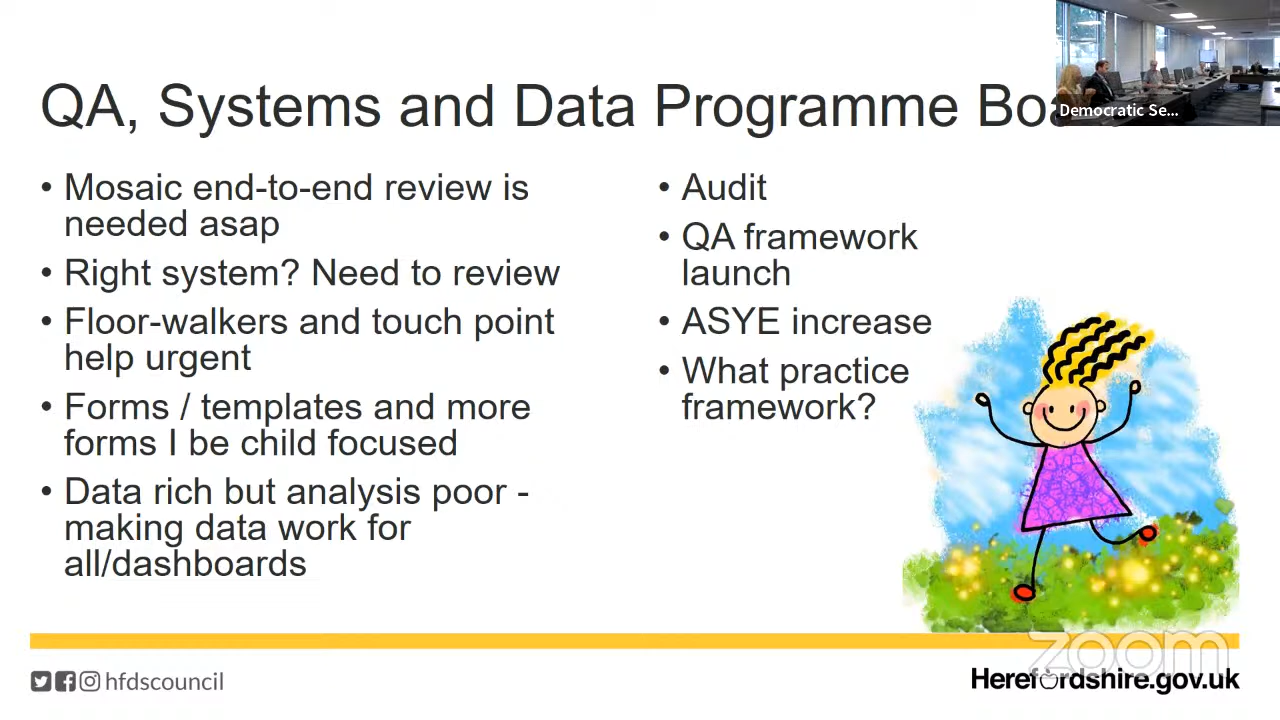 QA, Systems and Data Programme
Democratic Se...
• Mosaic end-to-end review is
needed asap
• Right system? Need to review
• Floor-walkers and touch point
help urgent
• Forms / templates and more
forms I be child focused
• Data rich but analysis poor -
making data work for
all/dashboards
• Audit
• QA framework
launch
• ASYE increase
• What practice
framework?
zoom
hfdscouncil
Herefordshire.gov.uk